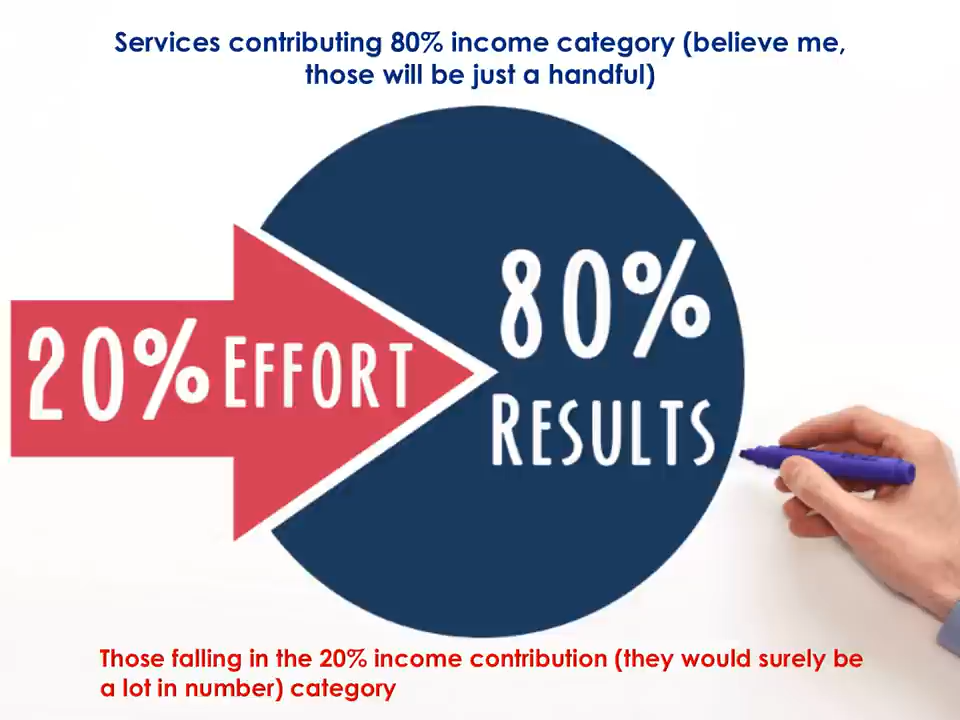 Services contributing 80% income category (believe me,
those will be just a handful)
80%
20% EFFORT
RESULTS
Those falling in the 20% income contribution (they would surely be
a lot in number) category